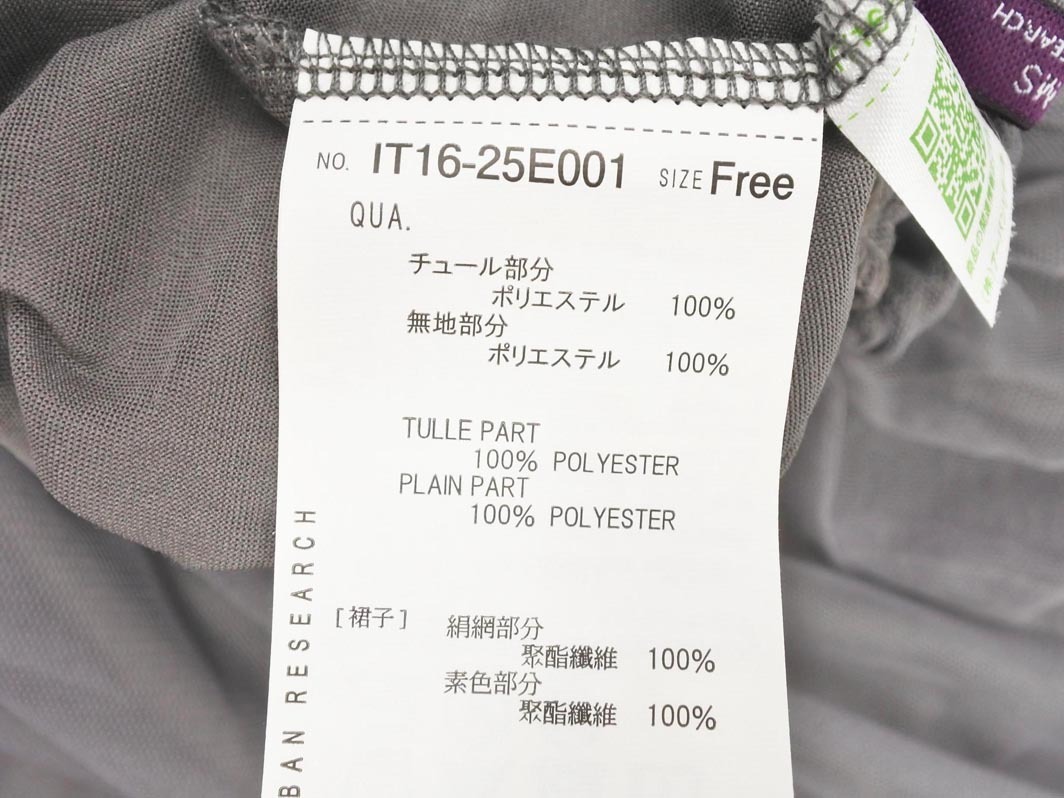 NO. IT16-25E001 SIZE Free
QUA.
チュール部分
ポリエステル 100%
無地部分
ポリエステル 100%
TULLE PART
100% POLYESTER
PLAIN PART
100% POLYESTER
[裙子] 絹網部分
聚酯纖維 100%
素色部分
聚酯纖維 100%
BAN RESEARCH